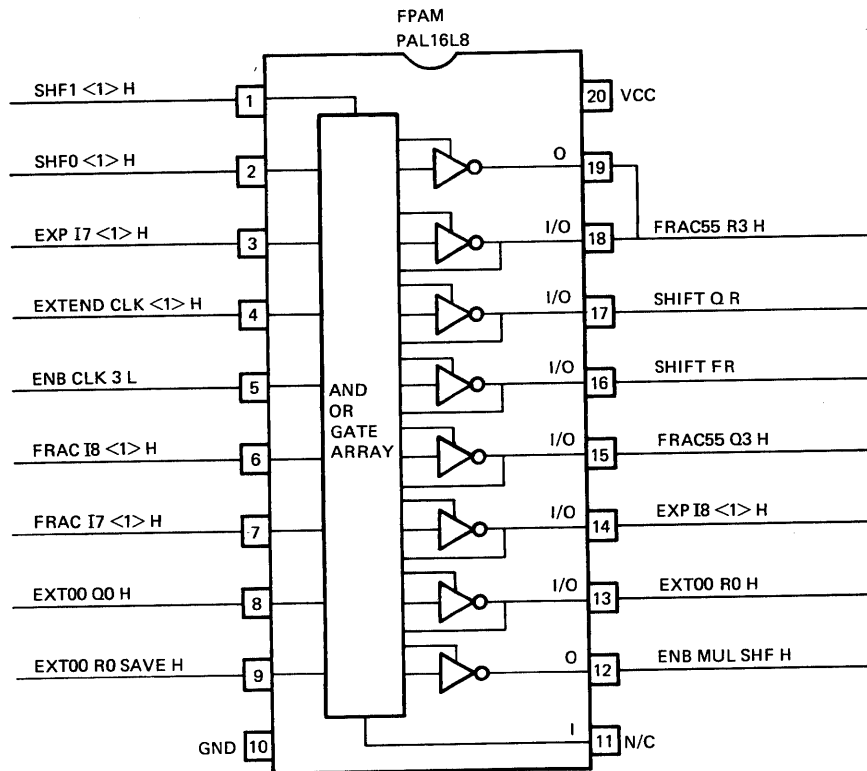 FPAM
PAL16L8
SHF1 <1> H 1 20 VCC
SHF0 <1> H 2 O 19
EXP I7 <1> H 3 I/O 18 FRAC55 R3 H
EXTEND CLK <1> H 4 I/O 17 SHIFT Q R
ENB CLK 3 L 5 I/O 16 SHIFT FR
AND
OR
GATE
ARRAY
FRAC I8 <1> H 6 I/O 15 FRAC55 Q3 H
FRAC I7 <1> H 7 I/O 14 EXP I8 <1> H
EXT00 Q0 H 8 I/O 13 EXT00 R0 H
EXT00 R0 SAVE H 9 O 12 ENB MUL SHF H
GND 10 I 11 N/C